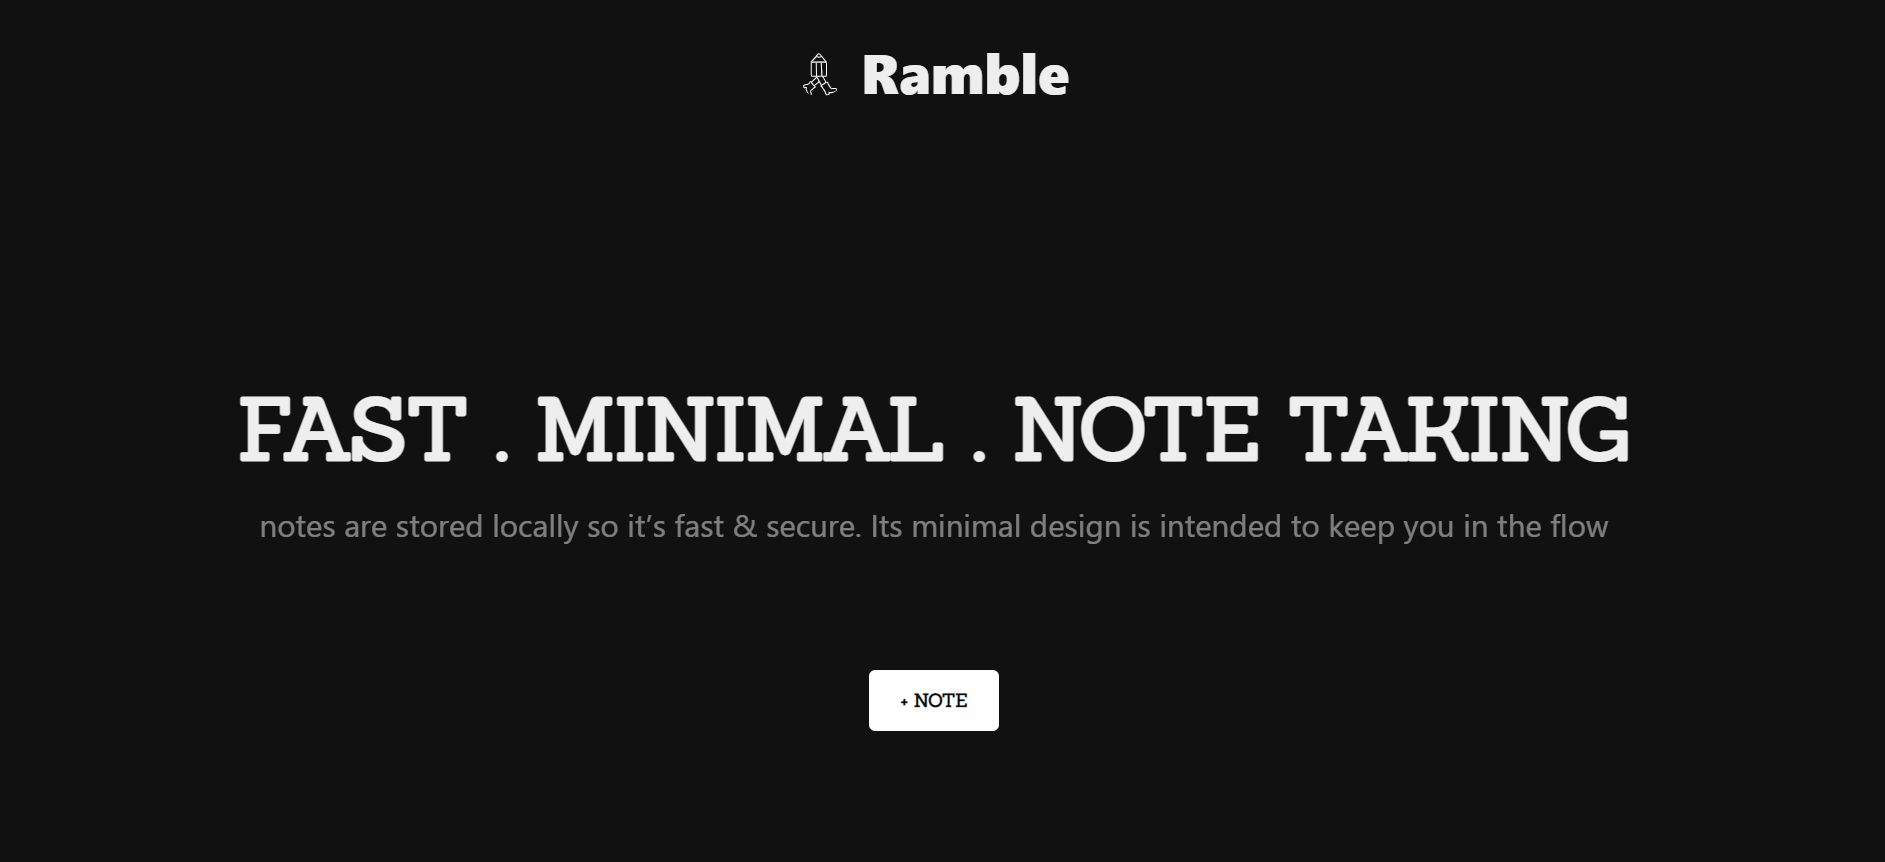 Ramble
FAST . MINIMAL . NOTE TAKING
notes are stored locally so it’s fast & secure. Its minimal design is intended to keep you in the flow
+ NOTE